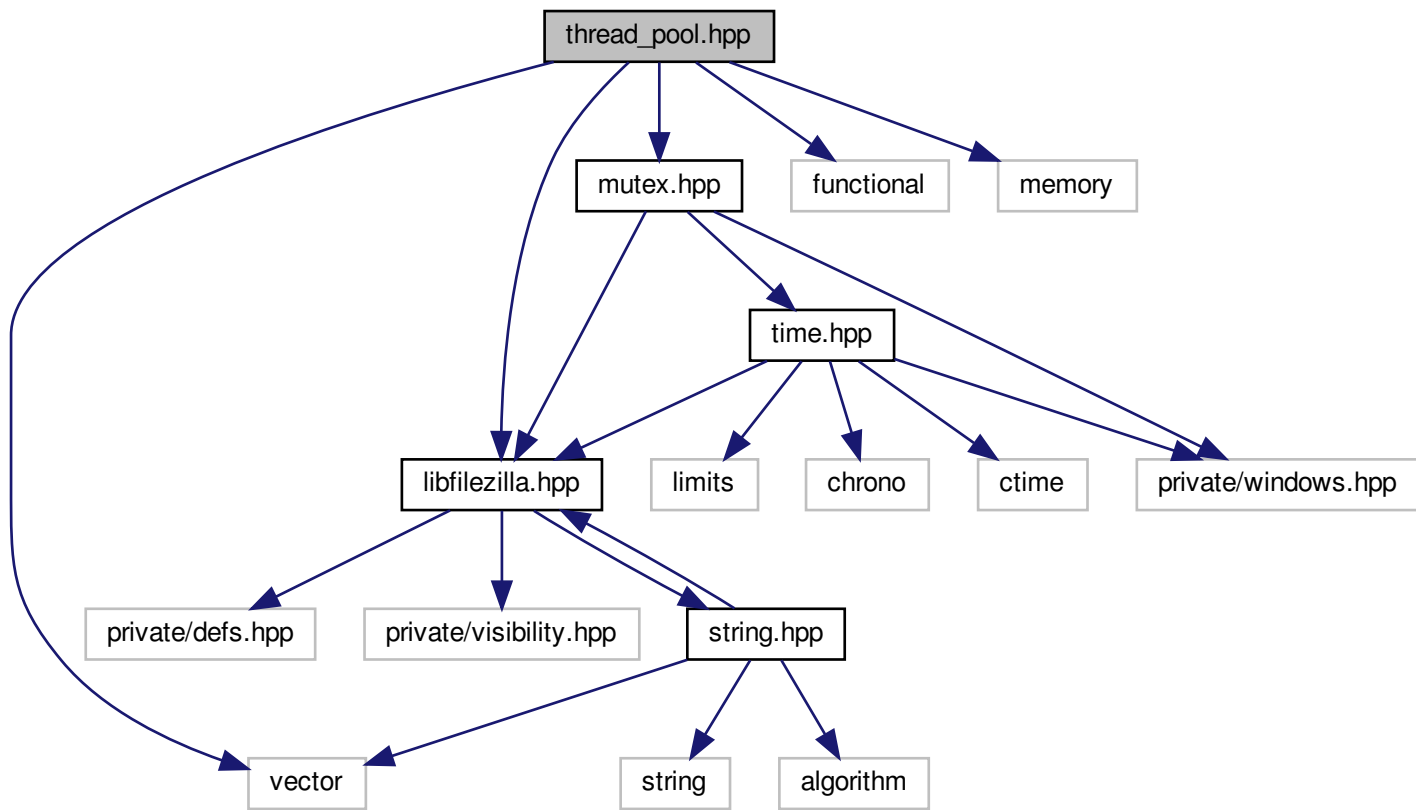 thread_pool.hpp
mutex.hpp
functional
memory
time.hpp
libfilezilla.hpp
limits
chrono
ctime
private/windows.hpp
private/defs.hpp
private/visibility.hpp
string.hpp
vector
string
algorithm